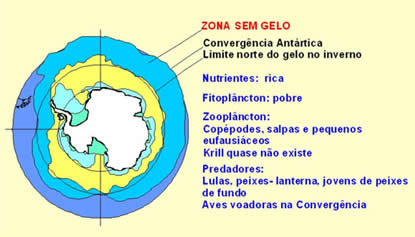 ZONA SEM GELO
Convergência Antártica
Límite norte do gelo no inverno
Nutrientes: rica
Fitoplâncton: pobre
Zooplâncton:
Copépodes, salpas e pequenos
eufausiáceos
Krill quase não existe
Predadores:
Lulas, peixes- lanterna, jovens de peixes
de fundo
Aves voadoras na Convergência